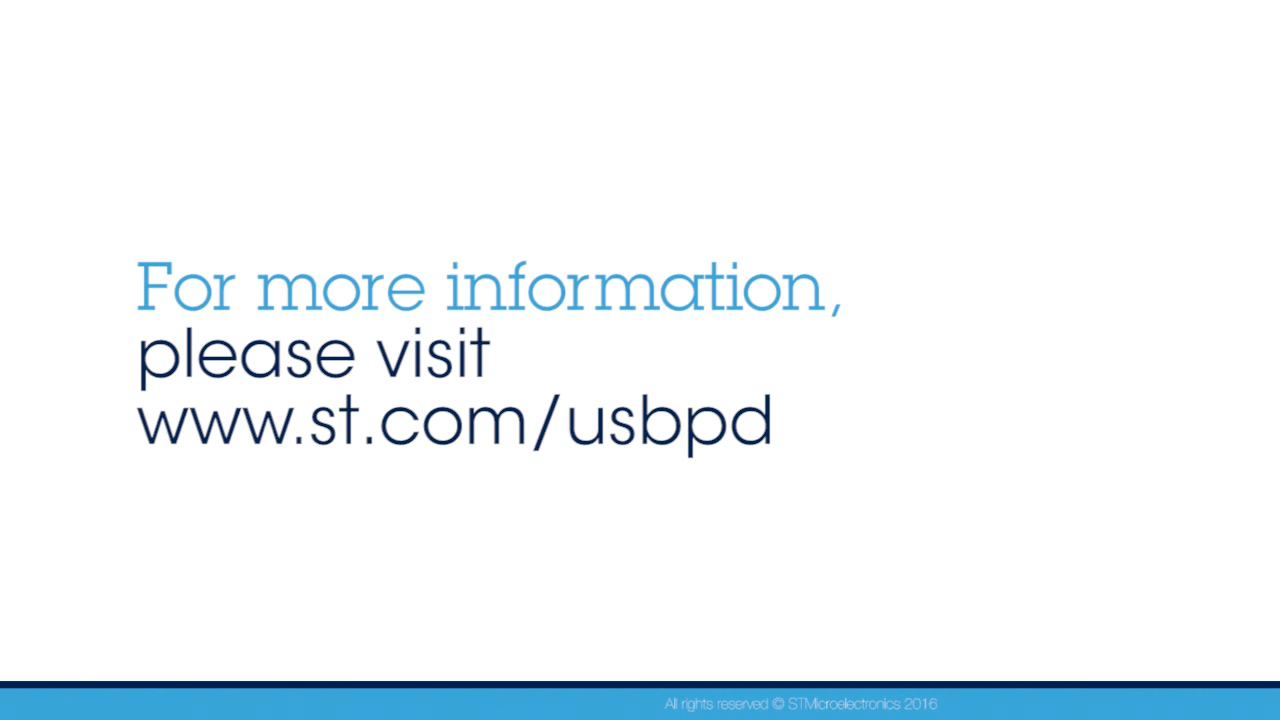 For more information,
please visit
www.st.com/usbpd
All rights reserved © STMicroelectronics 2016